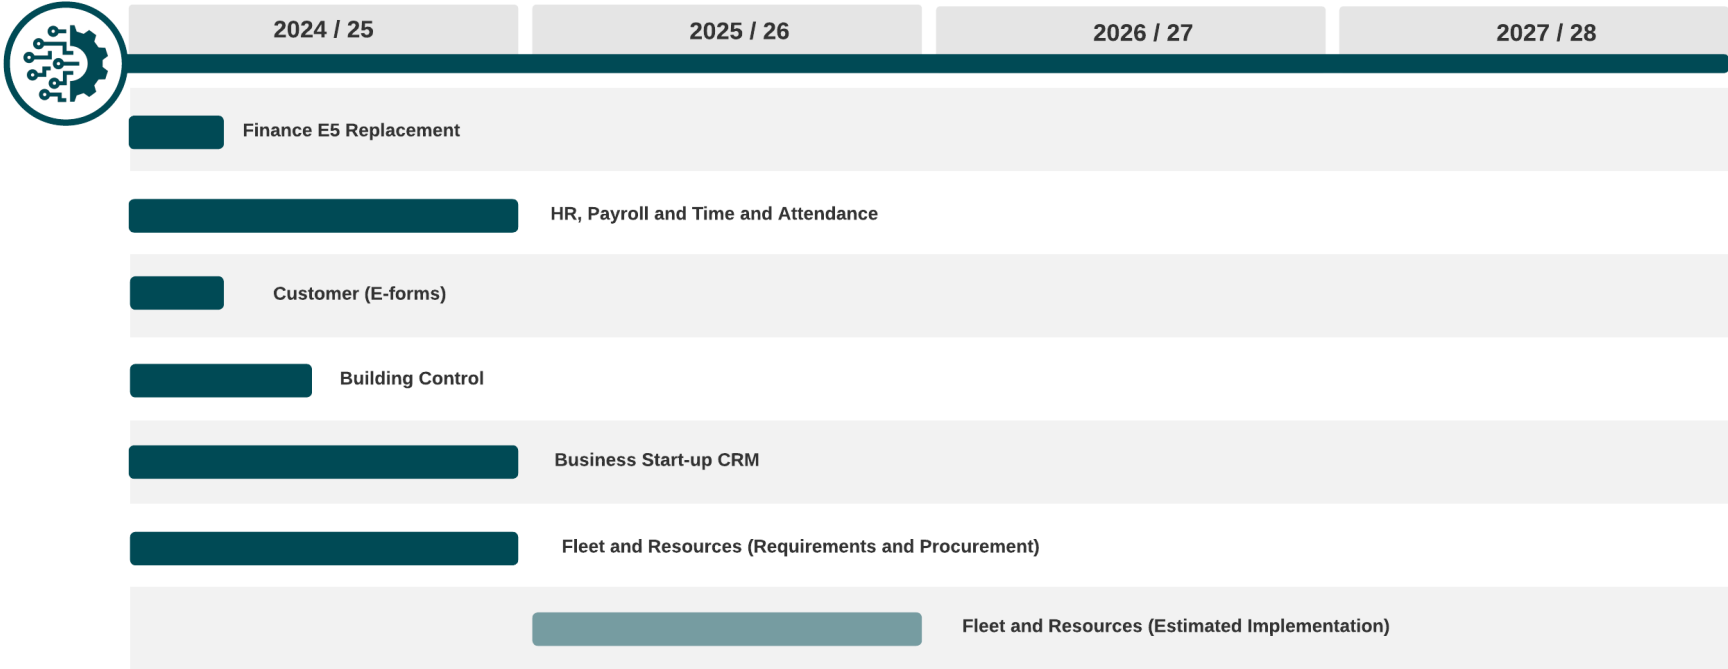 2024 / 25
2025 / 26
2026 / 27
2027 / 28
Finance E5 Replacement
HR, Payroll and Time and Attendance
Customer (E-forms)
Building Control
Business Start-up CRM
Fleet and Resources (Requirements and Procurement)
Fleet and Resources (Estimated Implementation)